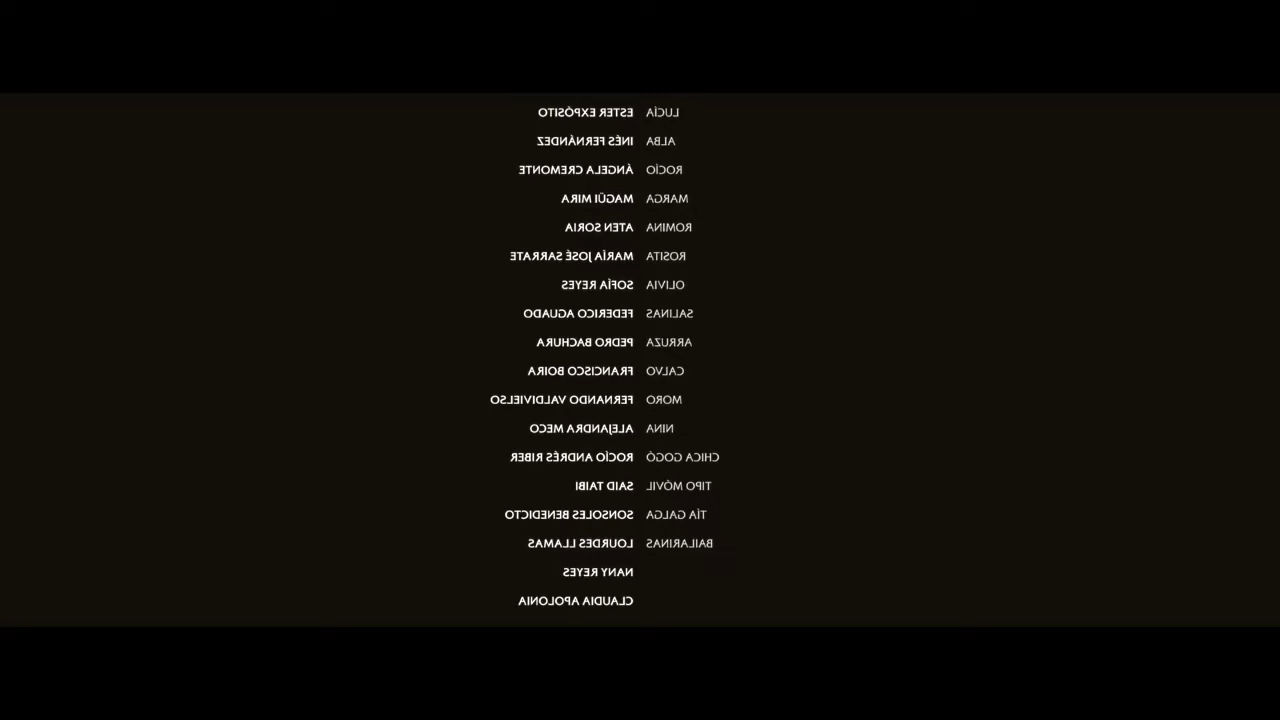 LUCÍA ESTER EXPÓSITO
ALBA INÉS FERNÁNDEZ
ROCÍO ÁNGELA CREMONTE
MARGA MAGÜI MIRA
ROMINA ATEN SORIA
ROSITA MARÍA JOSÉ SARRATE
OLIVIA SOFÍA REYES
SALINAS FEDERICO AGUADO
ARRUZA PEDRO BACHURA
CALVO FRANCISCO BOIRA
MORO FERNANDO VALDIVIELSO
NINA ALEJANDRA MECO
CHICA GOGÓ ROCÍO ANDRÉS RIBER
TIPO MÓVIL SAID TAIBI
TÍA GALGA SONSOLES BENEDICTO
BAILARINAS LOURDES LLAMAS
NANY REYES
CLAUDIA APOLONIA